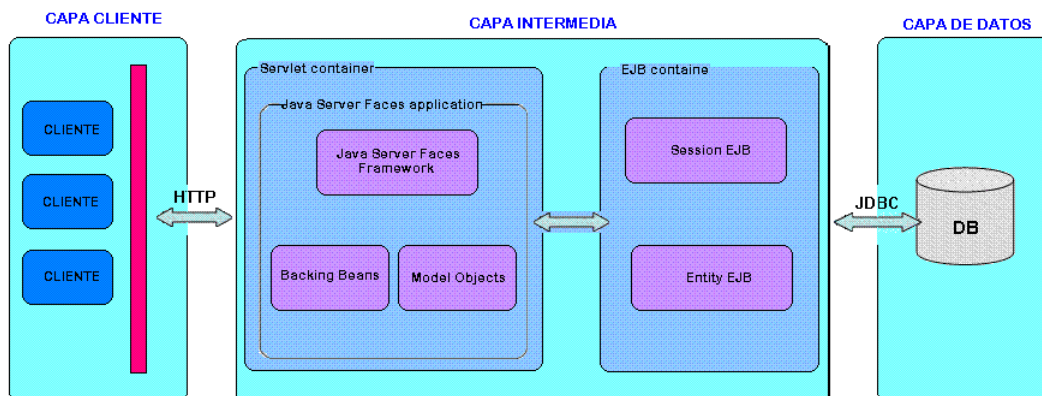 CAPA CLIENTE
CLIENTE
CLIENTE
CLIENTE
HTTP
CAPA INTERMEDIA
Servlet container
Java Server Faces application
Java Server Faces
Framework
Backing Beans
Model Objects
EJB containe
Session EJB
Entity EJB
JDBC
CAPA DE DATOS
DB